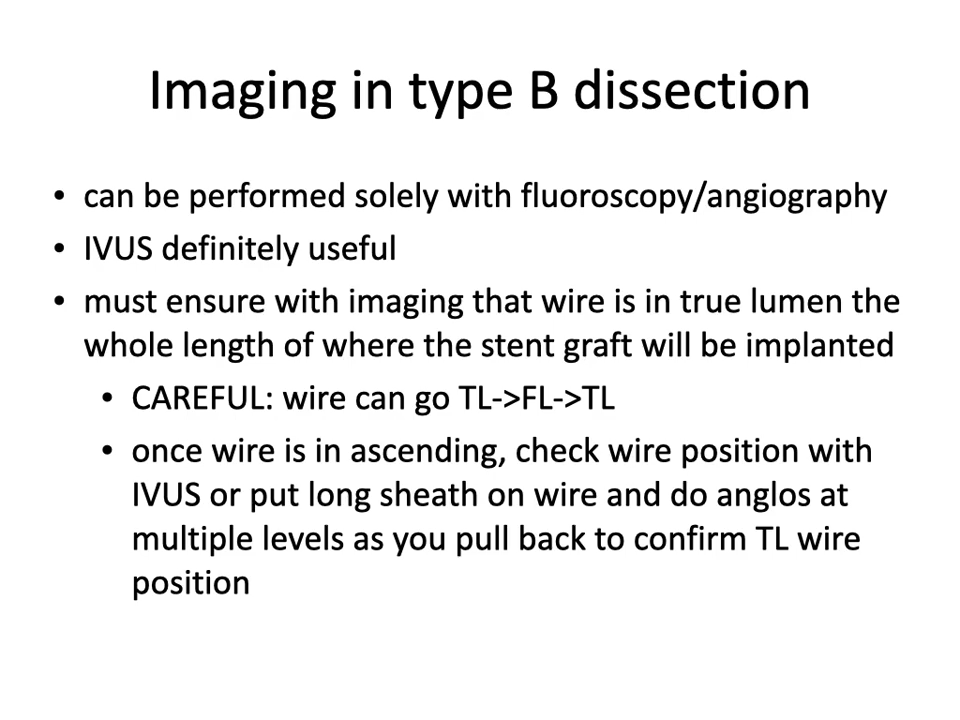 Imaging in type B dissection
• can be performed solely with fluoroscopy/angiography
• IVUS definitely useful
• must ensure with imaging that wire is in true lumen the
whole length of where the stent graft will be implanted
• CAREFUL: wire can go TL->FL->TL
• once wire is in ascending, check wire position with
IVUS or put long sheath on wire and do anglos at
multiple levels as you pull back to confirm TL wire
position